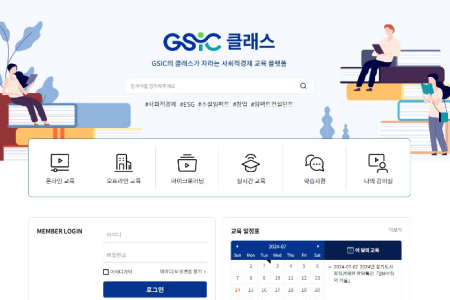 GSIC 클래스
GSIC의 클래스가 자라는 사회적경제 교육 플랫폼
검색어를 입력해주세요
#사회적경제 #ESG #소셜임팩트 #창업 #임팩트컨설턴트
온라인 교육
오프라인 교육
마이크로러닝
실시간 교육
학습지원
나의 강의실
MEMBER LOGIN
아이디
비밀번호
아이디저장
아이디/비밀번호 찾기 >
로그인
교육 일정표
더보기
2024-07
Sun Mon Tue Wed Thu Fri Sat
1 2 3 4 5 6
7 8 9 10 11 12 13
14 15 16 17 18 19 20
이 달의 교육
2024-07-02 2024년 경기도사